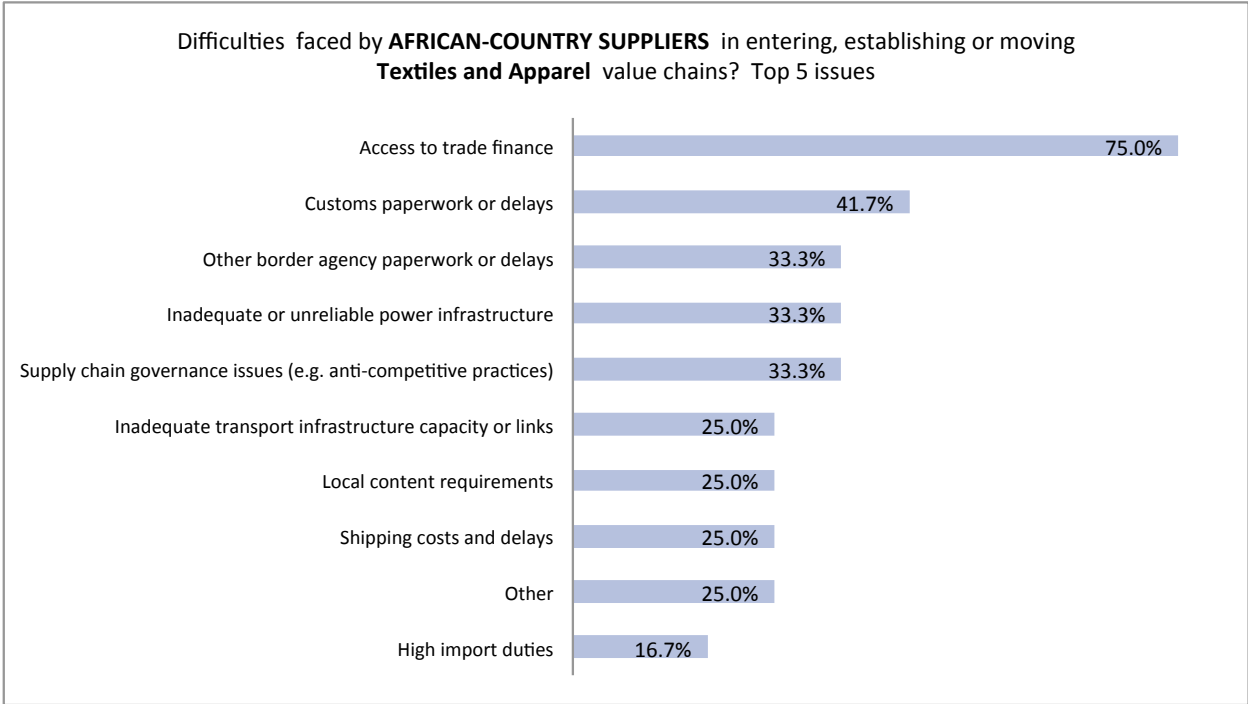 Difficulties faced by AFRICAN-COUNTRY SUPPLIERS in entering, establishing or moving
Textiles and Apparel value chains? Top 5 issues
Access to trade finance 75.0%
Customs paperwork or delays 41.7%
Other border agency paperwork or delays 33.3%
Inadequate or unreliable power infrastructure 33.3%
Supply chain governance issues (e.g. anti-competitive practices) 33.3%
Inadequate transport infrastructure capacity or links 25.0%
Local content requirements 25.0%
Shipping costs and delays 25.0%
Other 25.0%
High import duties 16.7%